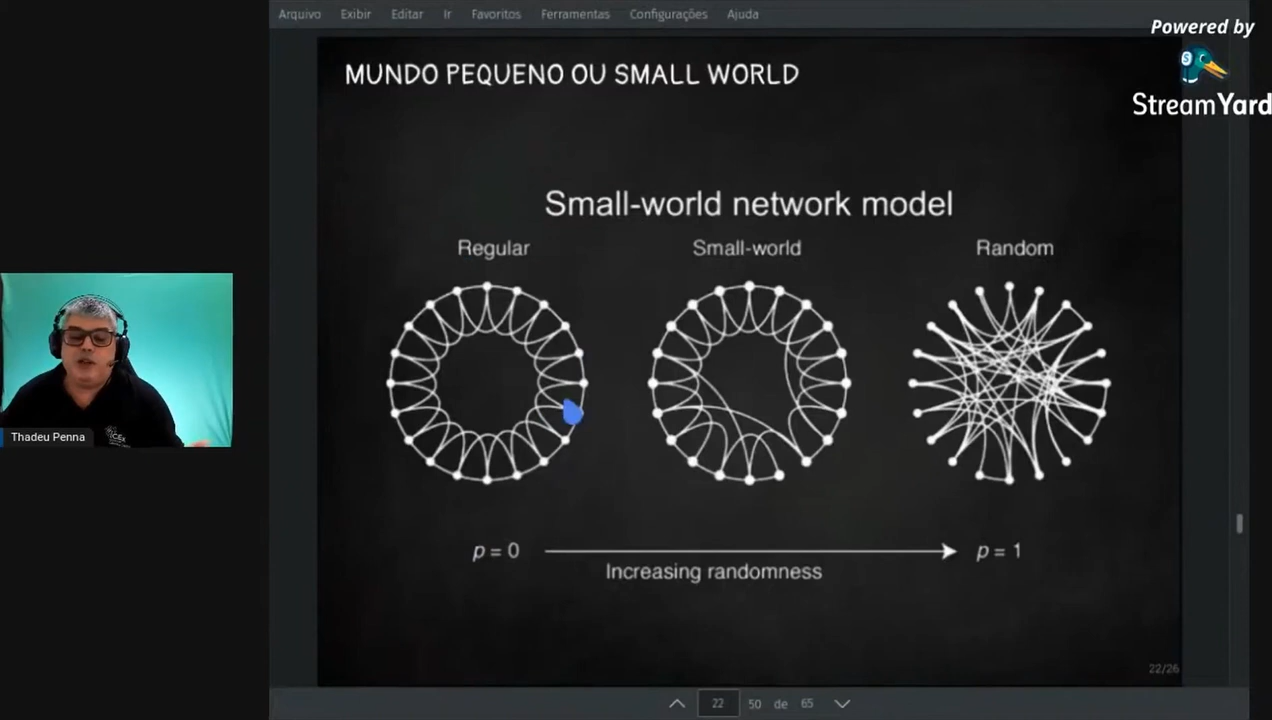 Arquivo Exibir Editar Ir Favoritos Ferramentas Configurações Ajuda
Powered by
StreamYard
MUNDO PEQUENO OU SMALL WORLD
Small-world network model
Regular Small-world Random
Thadeu Penna
p = 0 p = 1
Increasing randomness
22/26
22 50 de 65